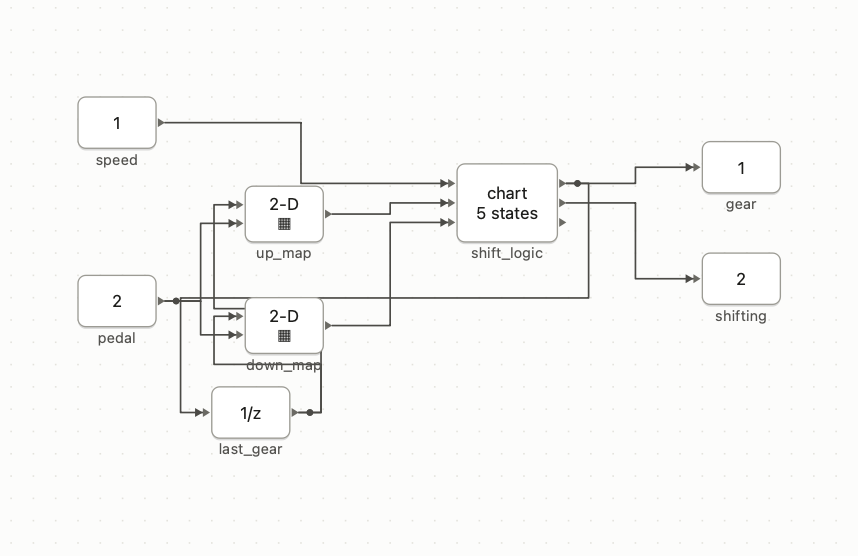 1
speed
2
pedal
2-D
up_map
2-D
down_map
1/z
last_gear
chart
5 states
shift_logic
1
gear
2
shifting